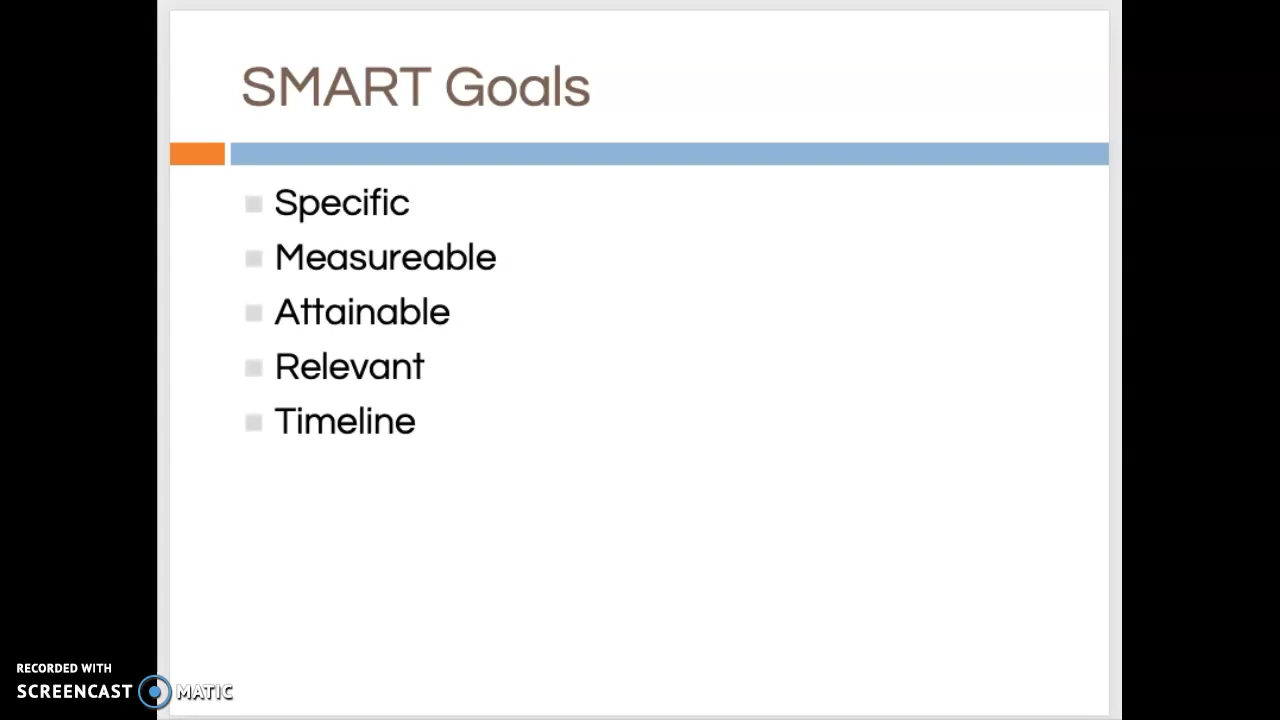 SMART Goals
Specific
Measureable
Attainable
Relevant
Timeline
RECORDED WITH
SCREENCAST MATIC